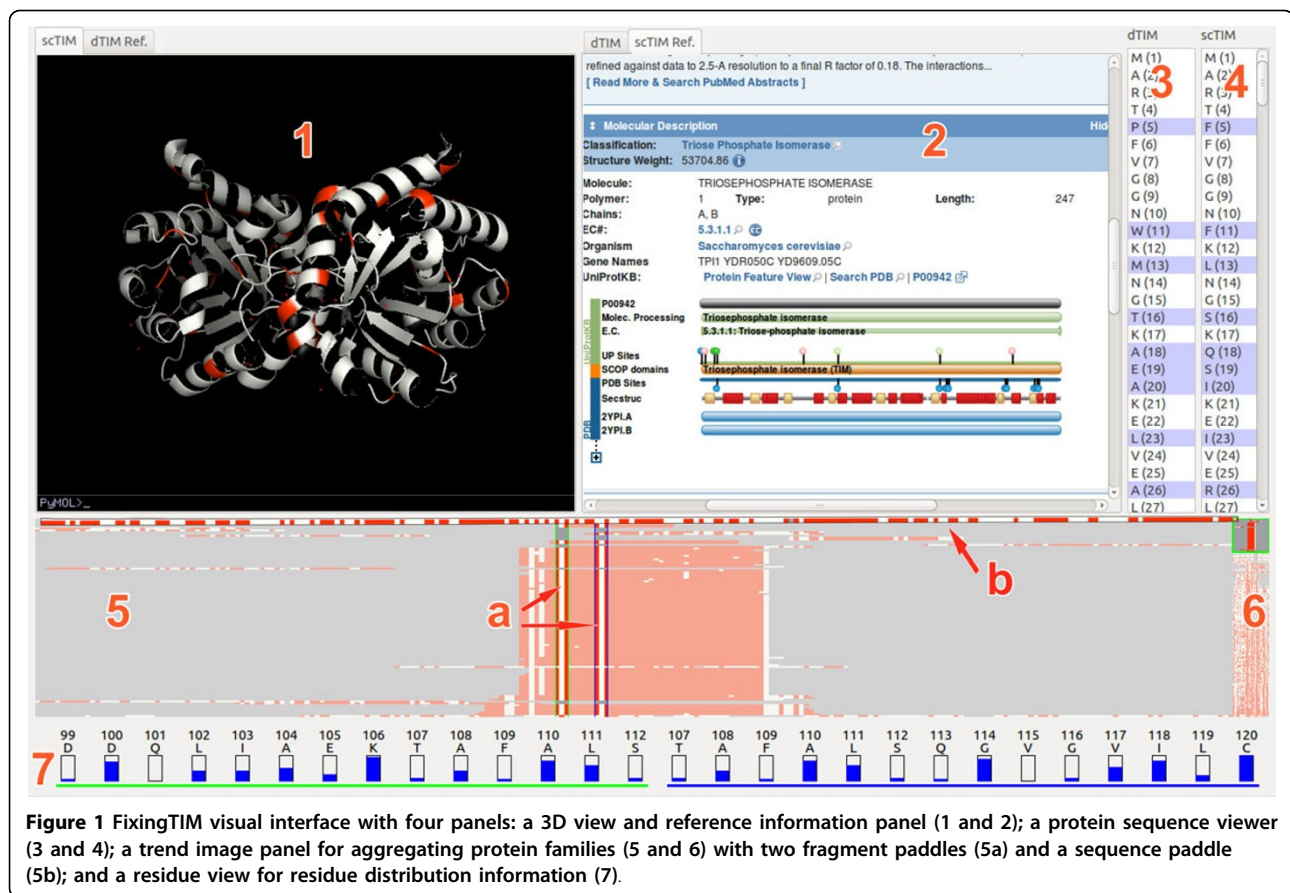 scTIM dTIM Ref.
1
PyMOL>_
dTIM scTIM Ref.
refined against data to 2.5-A resolution to a final R factor of 0.18. The interactions...
[ Read More & Search PubMed Abstracts ]
Molecular Description Hid
2
Classification: Triose Phosphate Isomerase
Structure Weight: 53704.86
Molecule: TRIOSEPHOSPHATE ISOMERASE
Polymer: 1 Type: protein Length: 247
Chains: A, B
EC#: 5.3.1.1
Organism Saccharomyces cerevisiae
Gene Names TPI1 YDR050C YD9609.05C
UniProtKB: Protein Feature View | Search PDB | P00942
UniProtKB
P00942
Molec. Processing Triosephosphate isomerase
E.C. 5.3.1.1: Triose-phosphate isomerase
UP Sites
SCOP domains Triosephosphate isomerase (TIM)
PDB Sites
Secstruc
PDB
2YPI.A
2YPI.B
dTIM scTIM
3 4
M (1) M (1)
A (2) A (2)
R (3) R (3)
T (4) T (4)
P (5) F (5)
F (6) F (6)
V (7) V (7)
G (8) G (8)
G (9) G (9)
N (10) N (10)
W (11) F (11)
K (12) K (12)
M (13) L (13)
N (14) N (14)
G (15) G (15)
T (16) S (16)
K (17) K (17)
A (18) Q (18)
E (19) S (19)
A (20) I (20)
K (21) K (21)
E (22) E (22)
L (23) I (23)
V (24) V (24)
E (25) E (25)
A (26) R (26)
L (27) L (27)
5 a b 6
99 100 101 102 103 104 105 106 107 108 109 110 111 112 107 108 109 110 111 112 113 114 115 116 117 118 119 120
D D Q L I A E K T A F A L S T A F A L S Q G V G V I L C
7
Figure 1 FixingTIM visual interface with four panels: a 3D view and reference information panel (1 and 2); a protein sequence viewer
(3 and 4); a trend image panel for aggregating protein families (5 and 6) with two fragment paddles (5a) and a sequence paddle
(5b); and a residue view for residue distribution information (7).